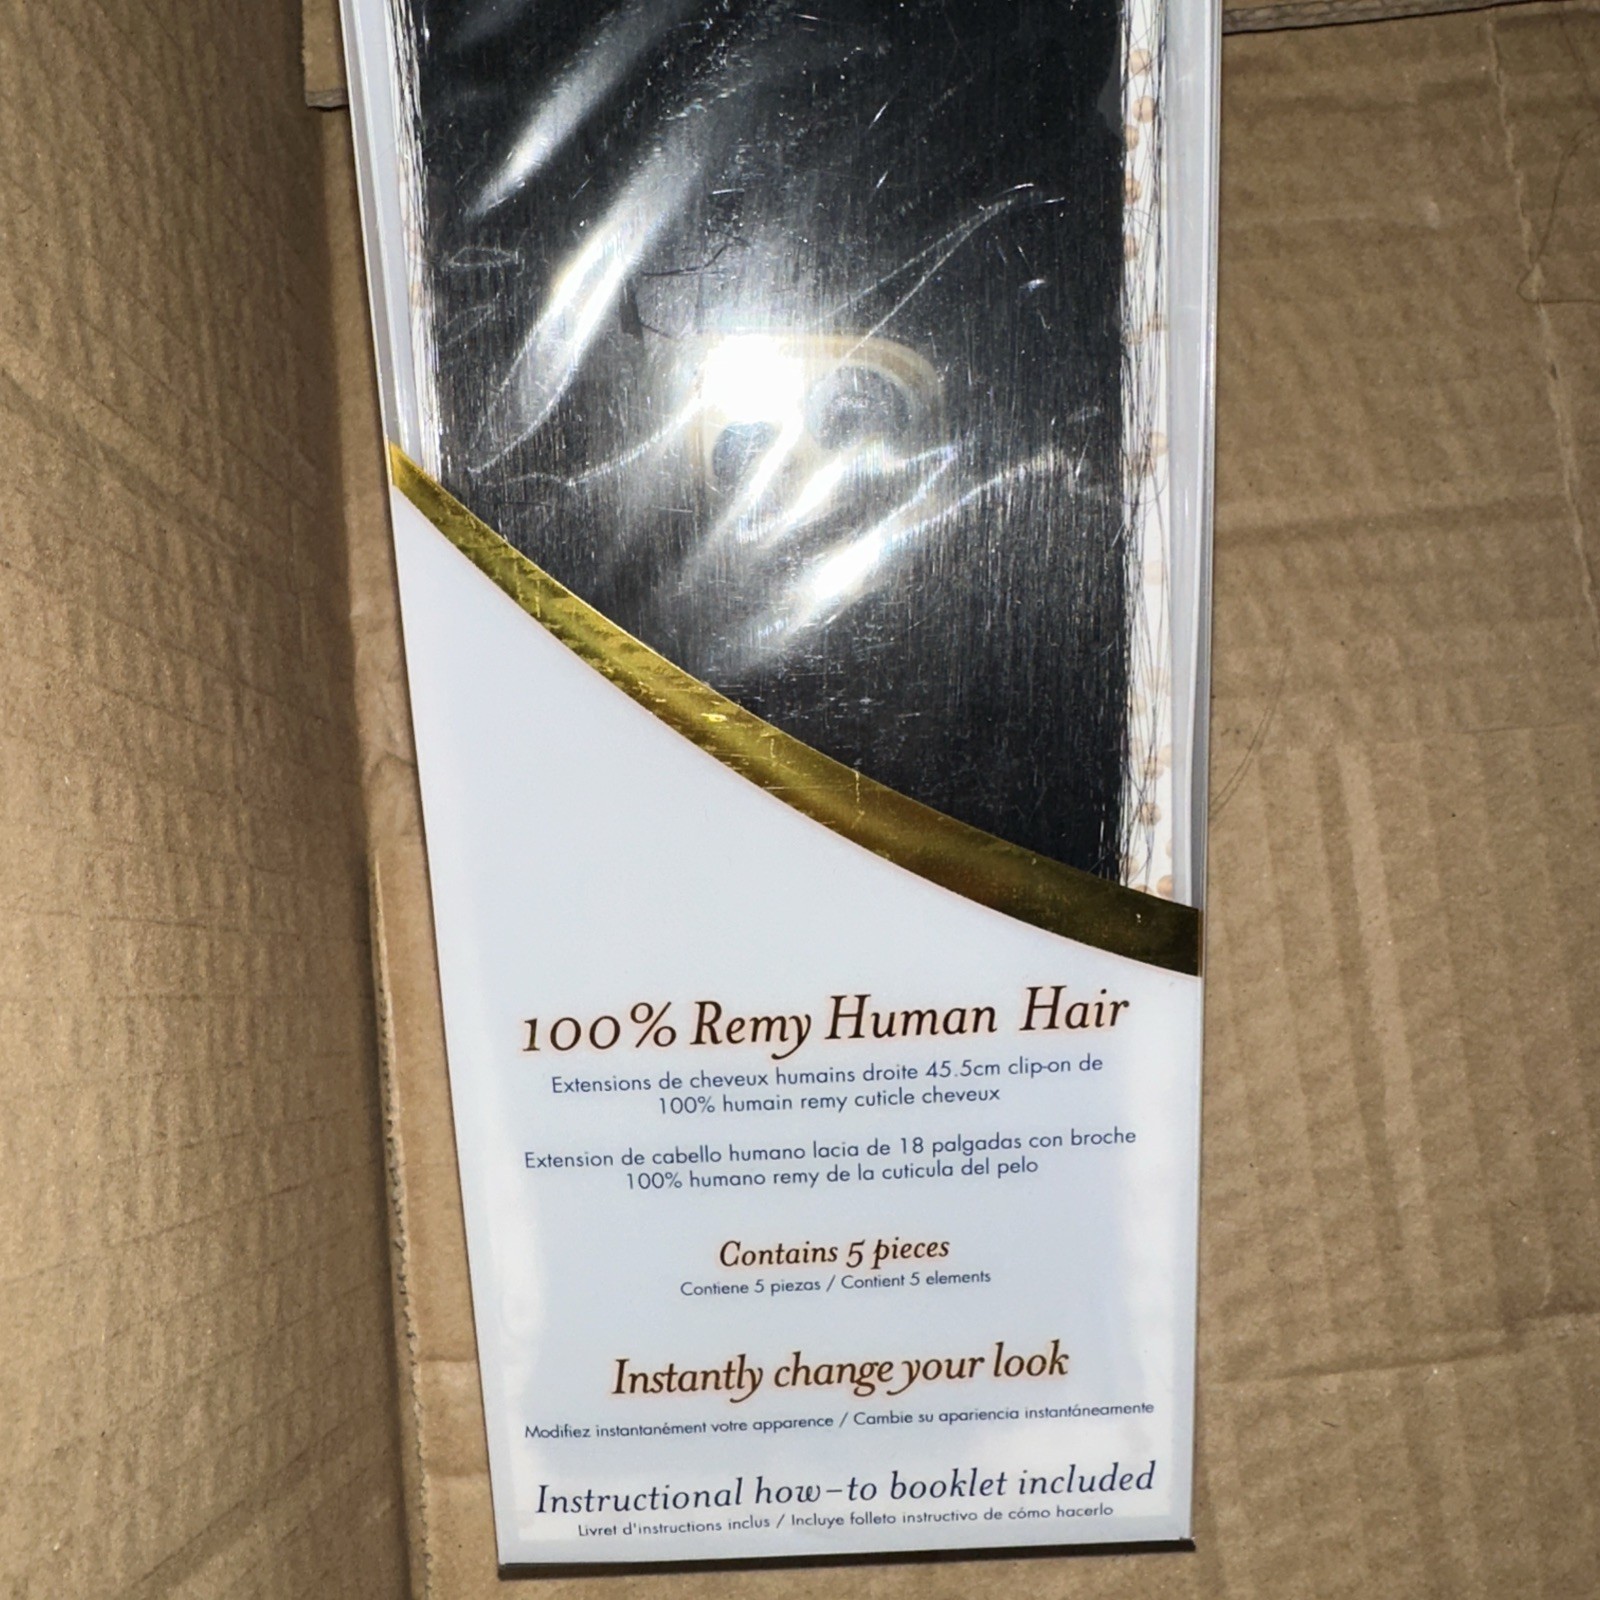 100% Remy Human Hair
Extensions de cheveux humains droite 45.5cm clip-on de
100% humain remy cuticle cheveux
Extension de cabello humano lacia de 18 palgadas con broche
100% humano remy de la cuticula del pelo
Contains 5 pieces
Contiene 5 piezas / Contient 5 elements
Instantly change your look
Modifiez instantanément votre apparence / Cambie su apariencia instantáneamente
Instructional how-to booklet included
Livret d'instructions inclus / Incluye folleto instructivo de cómo hacerlo